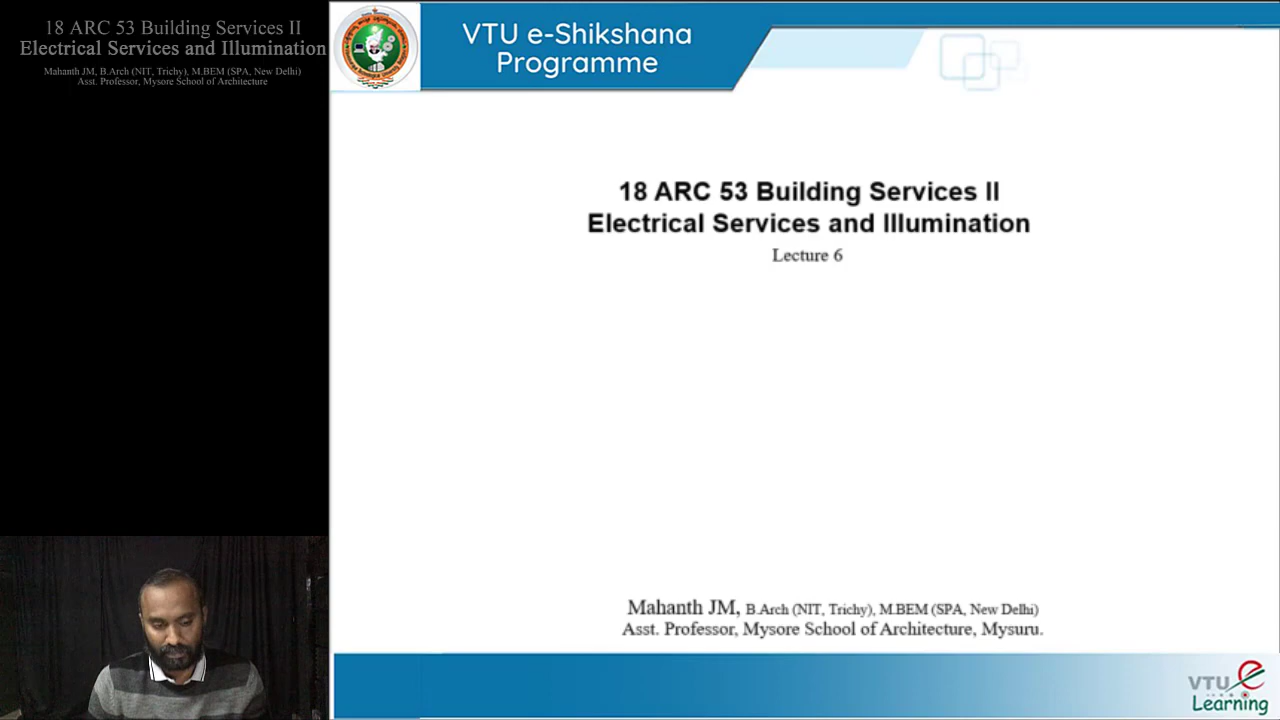 18 ARC 53 Building Services II
Electrical Services and Illumination
Mahanth JM, B.Arch (NIT, Trichy), M.BEM (SPA, New Delhi)
Asst. Professor, Mysore School of Architecture
VTU e-Shikshana
Programme
18 ARC 53 Building Services II
Electrical Services and Illumination
Lecture 6
Mahanth JM, B.Arch (NIT, Trichy), M.BEM (SPA, New Delhi)
Asst. Professor, Mysore School of Architecture, Mysuru.
VTU e
Learning